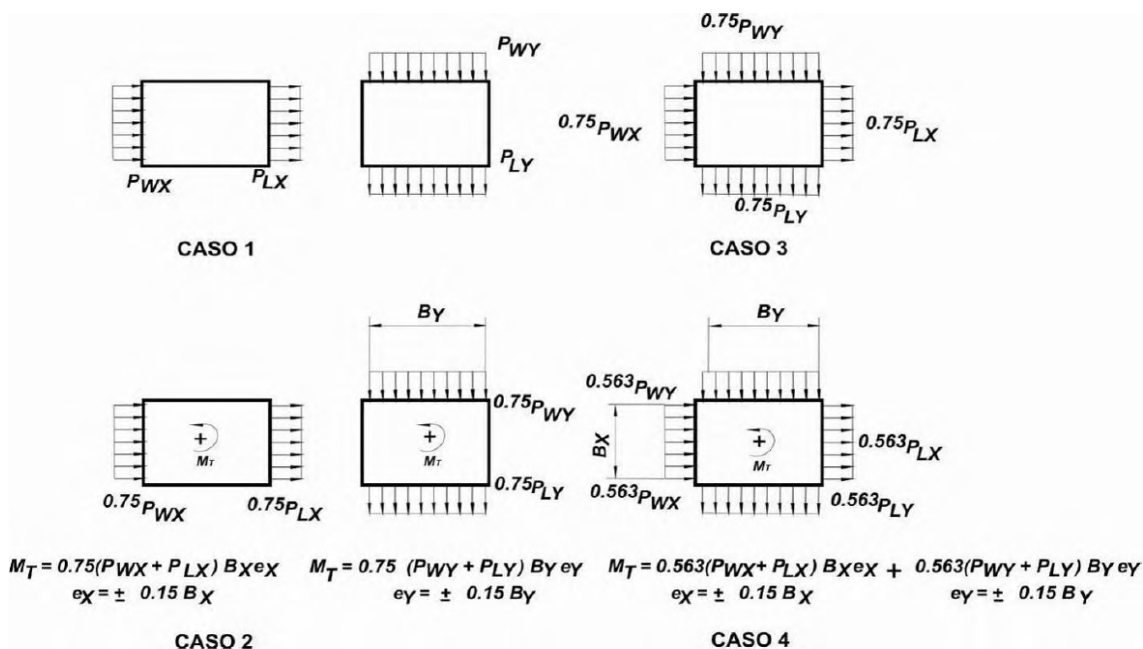 P_WX
P_LX
CASO 1
P_WY
P_LY
0.75P_WY
0.75P_WX
0.75P_LX
0.75P_LY
CASO 3
M_T
0.75P_WX
0.75P_LX
B_Y
0.75P_WY
M_T
0.75P_LY
B_Y
0.563P_WY
B_X
M_T
0.563P_LX
0.563P_WX
0.563P_LY
M_T = 0.75(P_WX + P_LX) B_X e_X
e_X = ± 0.15 B_X
M_T = 0.75 (P_WY + P_LY) B_Y e_Y
e_Y = ± 0.15 B_Y
CASO 2
M_T = 0.563(P_WX + P_LX) B_X e_X + 0.563(P_WY + P_LY) B_Y e_Y
e_X = ± 0.15 B_X
e_Y = ± 0.15 B_Y
CASO 4